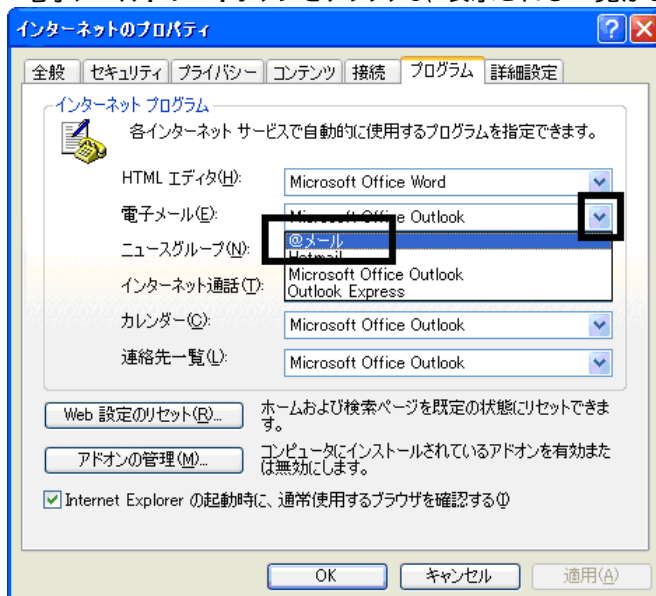 インターネットのプロパティ
全般 セキュリティ プライバシー コンテンツ 接続 プログラム 詳細設定
インターネット プログラム
各インターネット サービスで自動的に使用するプログラムを指定できます。
HTML エディタ(H): Microsoft Office Word
電子メール(E): Microsoft Office Outlook
@メール
ニュースグループ(N): Hotmail
Microsoft Office Outlook
インターネット通話(T): Outlook Express
カレンダー(C): Microsoft Office Outlook
連絡先一覧(L): Microsoft Office Outlook
Web 設定のリセット(R)... ホームおよび検索ページを既定の状態にリセットできま
す。
アドオンの管理(M)... コンピュータにインストールされているアドオンを有効また
は無効にします。
Internet Explorer の起動時に、通常使用するブラウザを確認する(I)
OK キャンセル 適用(A)